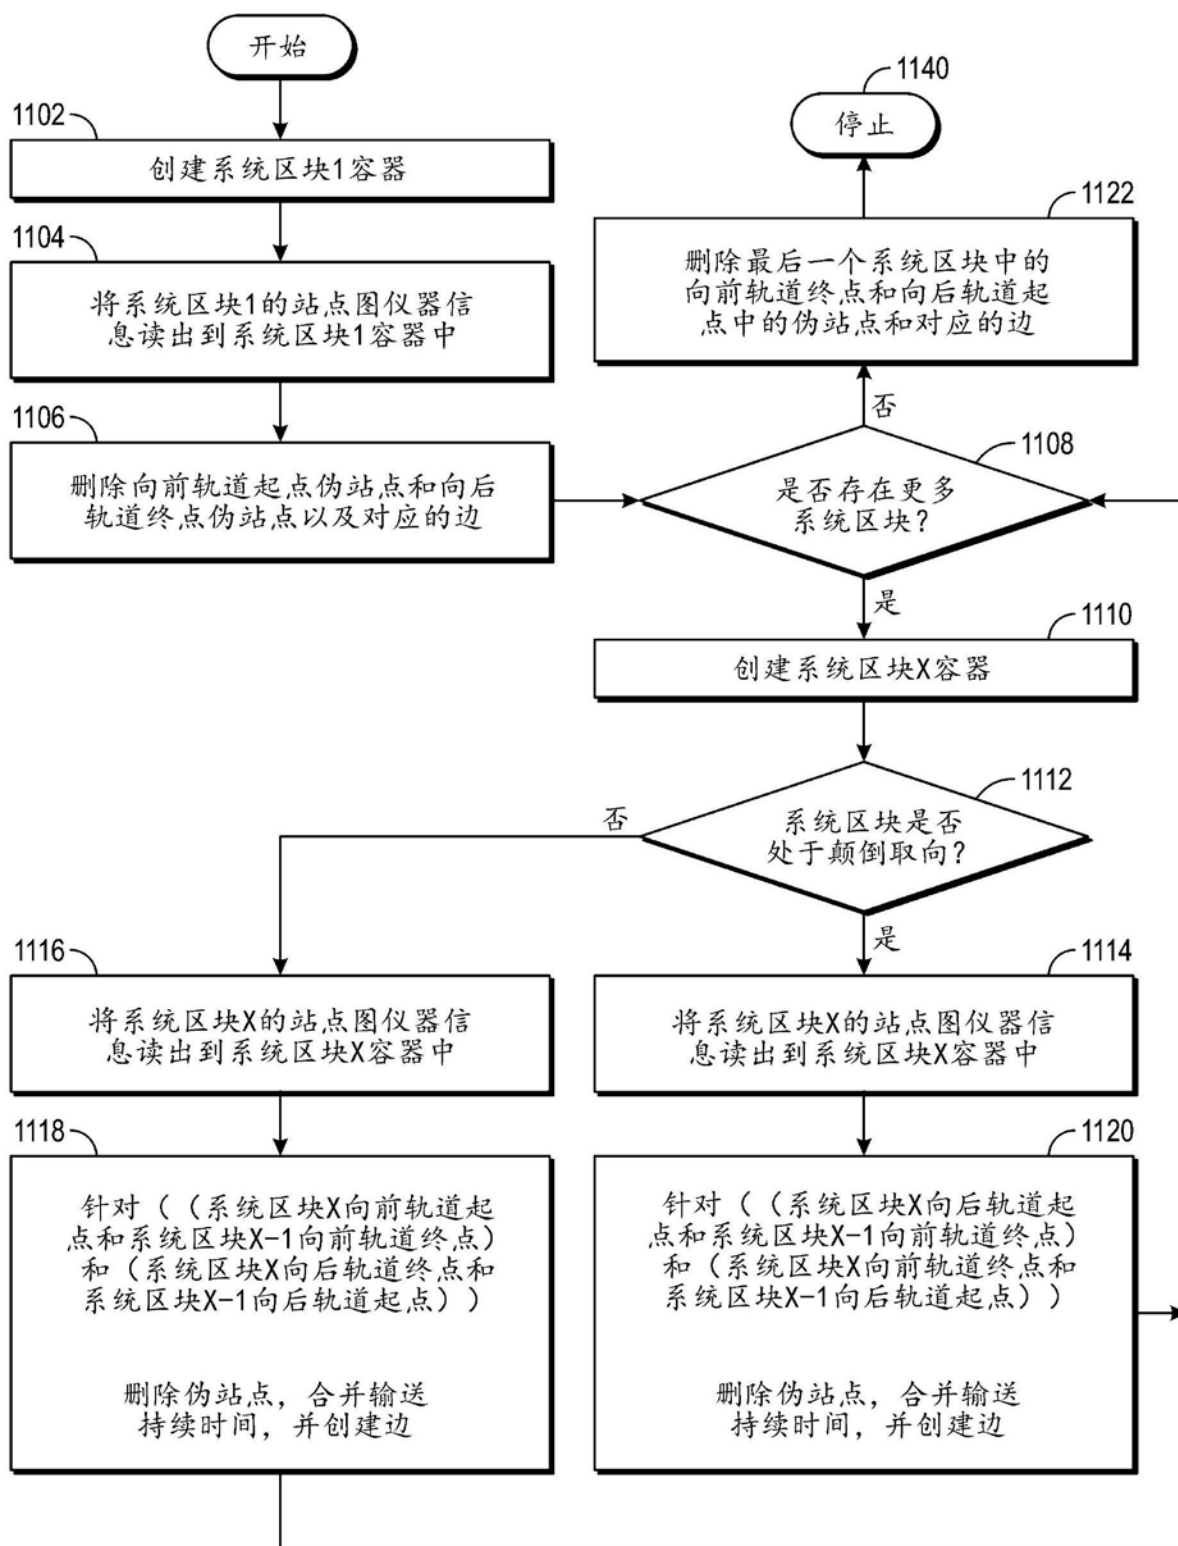 开始
1102
创建系统区块1容器
1104
将系统区块1的站点图仪器信
息读出到系统区块1容器中
1106
删除向前轨道起点伪站点和向后
轨道终点伪站点以及对应的边
1140
停止
1122
删除最后一个系统区块中的
向前轨道终点和向后轨道起
点中的伪站点和对应的边
否
1108
是否存在更多
系统区块?
是
1110
创建系统区块X容器
1112
系统区块是否
处于颠倒取向?
否
是
1116
将系统区块X的站点图仪器信
息读出到系统区块X容器中
1114
将系统区块X的站点图仪器信
息读出到系统区块X容器中
1118
针对（（系统区块X向前轨道起
点和系统区块X-1向前轨道终点）
和（系统区块X向后轨道终点和
系统区块X-1向后轨道起点））
删除伪站点，合并输送
持续时间，并创建边
1120
针对（（系统区块X向后轨道起
点和系统区块X-1向前轨道终点）
和（系统区块X向前轨道终点和
系统区块X-1向后轨道起点））
删除伪站点，合并输送
持续时间，并创建边